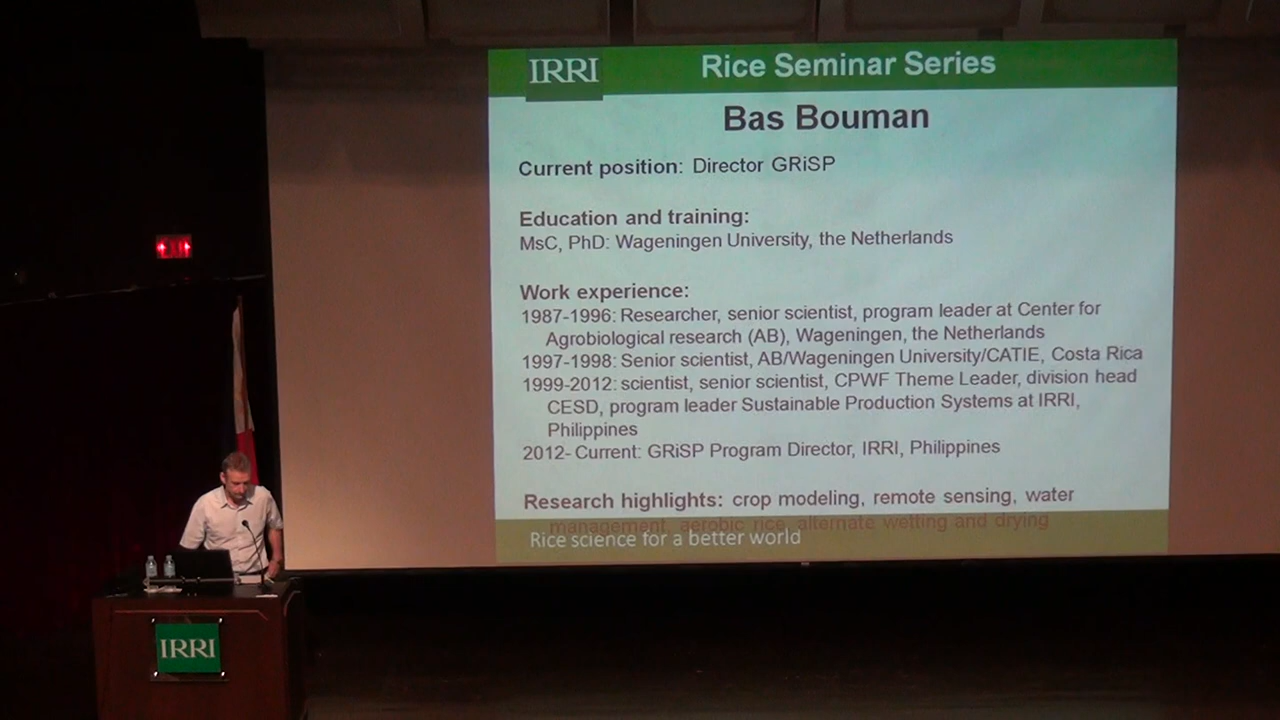 IRRI
Rice Seminar Series
Bas Bouman
Current position: Director GRiSP
Education and training:
MsC, PhD: Wageningen University, the Netherlands
Work experience:
1987-1996: Researcher, senior scientist, program leader at Center for
Agrobiological research (AB), Wageningen, the Netherlands
1997-1998: Senior scientist, AB/Wageningen University/CATIE, Costa Rica
1999-2012: scientist, senior scientist, CPWF Theme Leader, division head
CESD, program leader Sustainable Production Systems at IRRI,
Philippines
2012- Current: GRiSP Program Director, IRRI, Philippines
Research highlights: crop modeling, remote sensing, water
management, aerobic rice, alternate wetting and drying
Rice science for a better world
IRRI